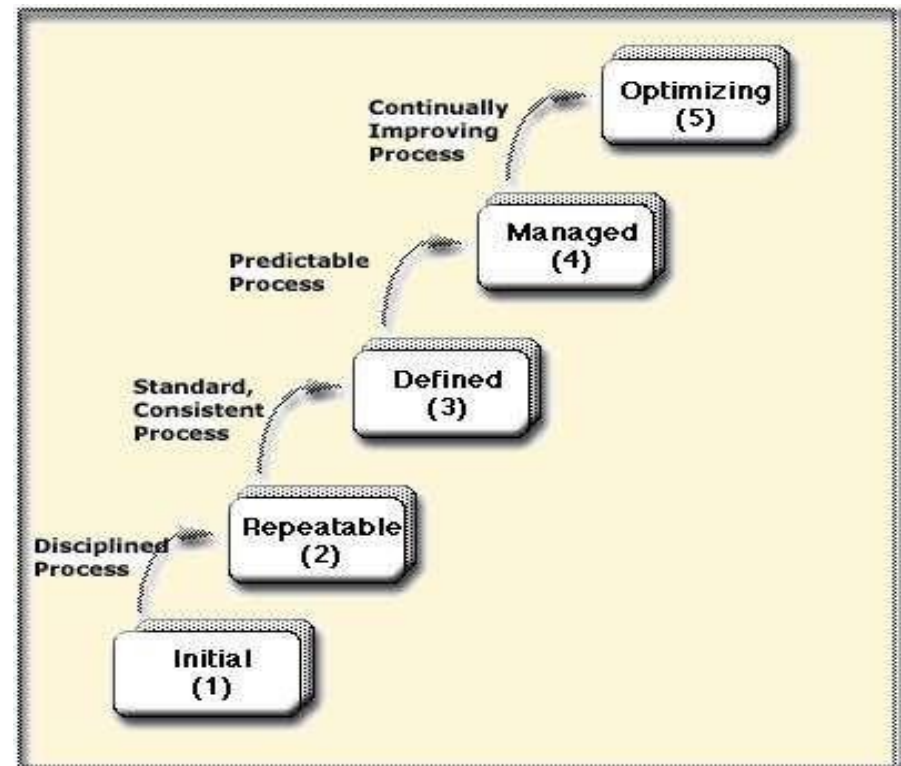 Optimizing
(5)
Continually
Improving
Process
Managed
(4)
Predictable
Process
Defined
(3)
Standard,
Consistent
Process
Repeatable
(2)
Disciplined
Process
Initial
(1)